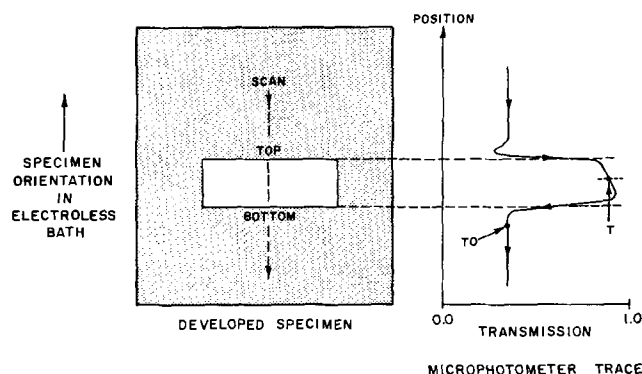 POSITION
SCAN
TOP
BOTTOM
SPECIMEN
ORIENTATION
IN
ELECTROLESS
BATH
TO
T
0.0
1.0
DEVELOPED SPECIMEN
TRANSMISSION
MICROPHOTOMETER TRACE